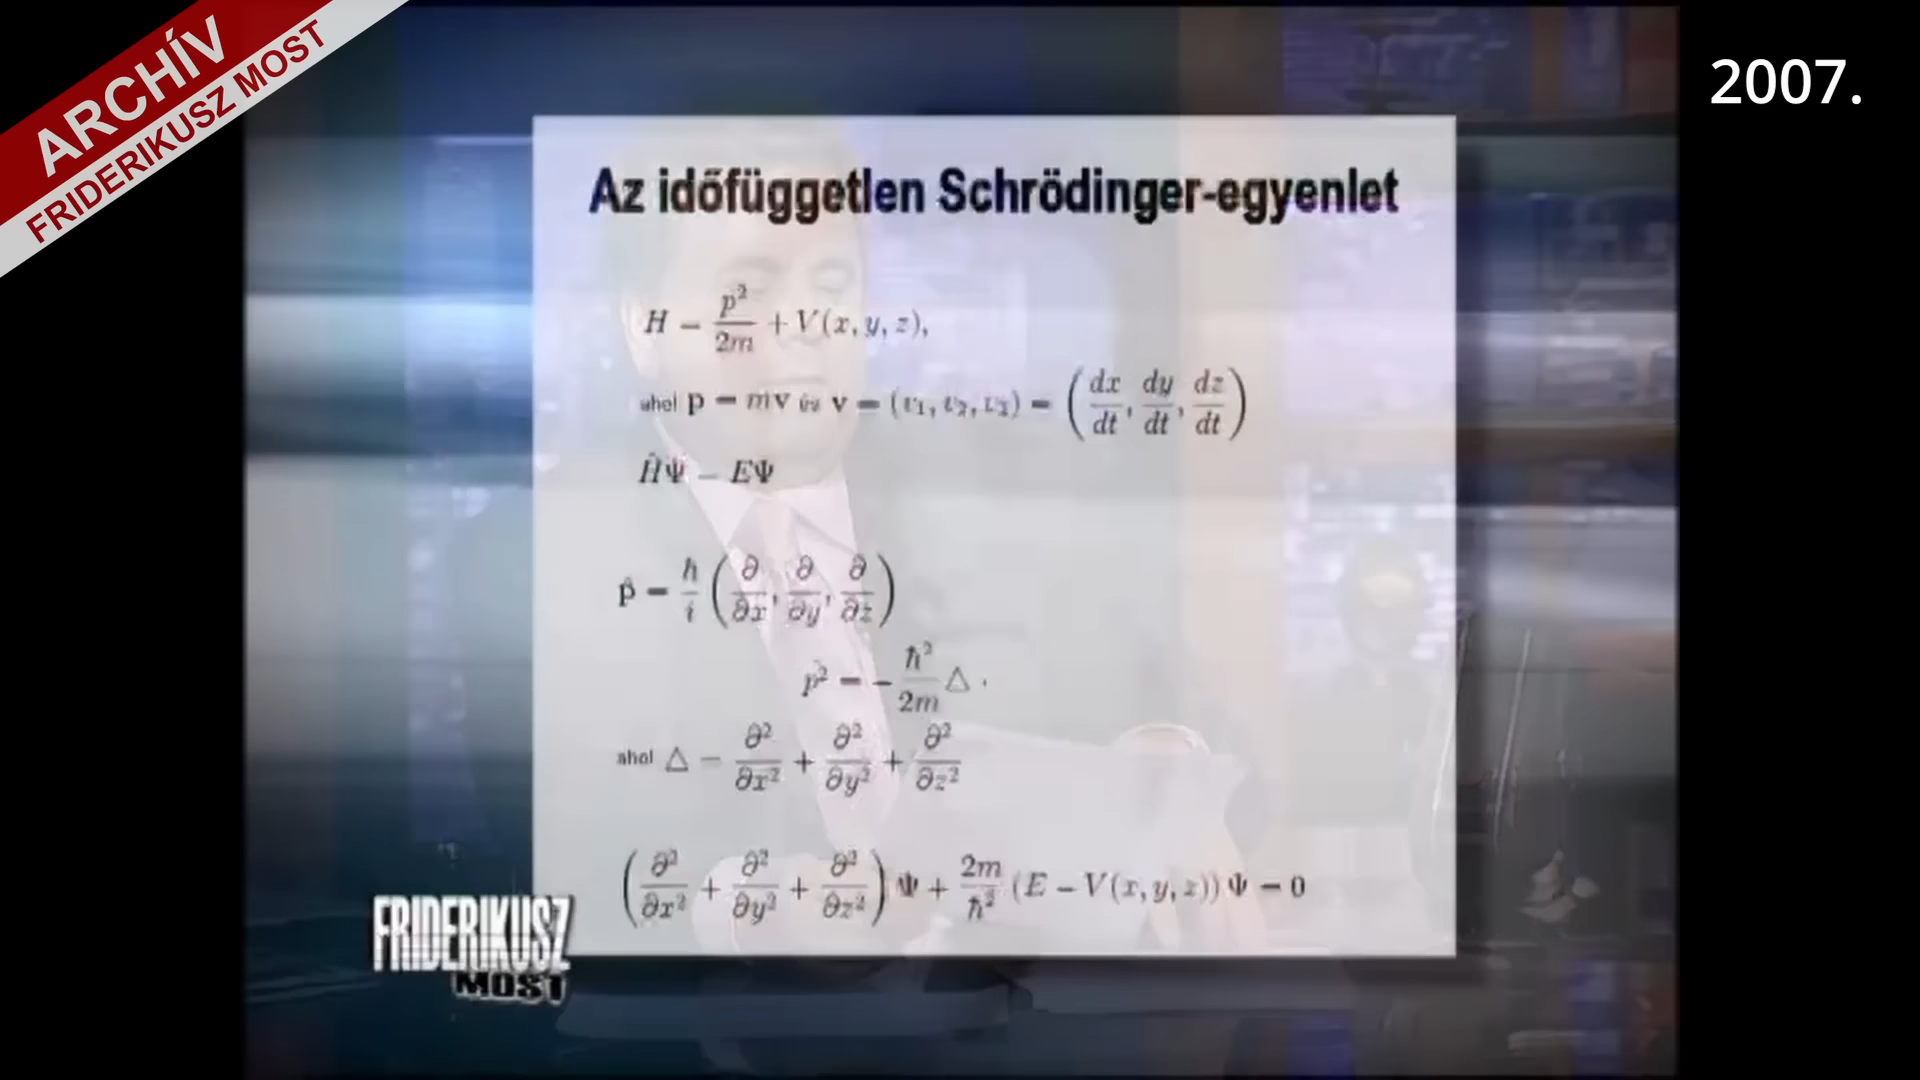 ARCHÍV
FRIDERIKUSZ MOST
2007.
Az időfüggetlen Schrödinger-egyenlet
H = p²/2m + V(x, y, z),
ahol p = mv és v = (v₁, v₂, v₃) = (dx/dt, dy/dt, dz/dt)
ĤΨ = EΨ
p̂ = ℏ/i (∂/∂x, ∂/∂y, ∂/∂z)
p̂² = − ℏ²/2m △ .
ahol △ = ∂²/∂x² + ∂²/∂y² + ∂²/∂z²
(∂²/∂x² + ∂²/∂y² + ∂²/∂z²) Ψ + 2m/ℏ² (E − V(x, y, z)) Ψ = 0
FRIDERIKUSZ
MOST